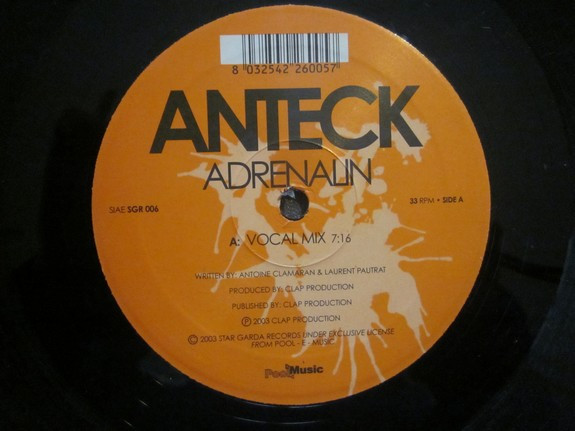 8 032542 260057
ANTECK
ADRENALIN
SIAE SGR 006
33 RPM • SIDE A
A: VOCAL MIX 7:16
WRITTEN BY: ANTOINE CLAMARAN & LAURENT PAUTRAT
PRODUCED BY: CLAP PRODUCTION
PUBLISHED BY: CLAP PRODUCTION
℗ 2003 CLAP PRODUCTION
© 2003 STAR GARDA RECORDS UNDER EXCLUSIVE LICENSE
FROM POOL - E - MUSIC
Pool e Music